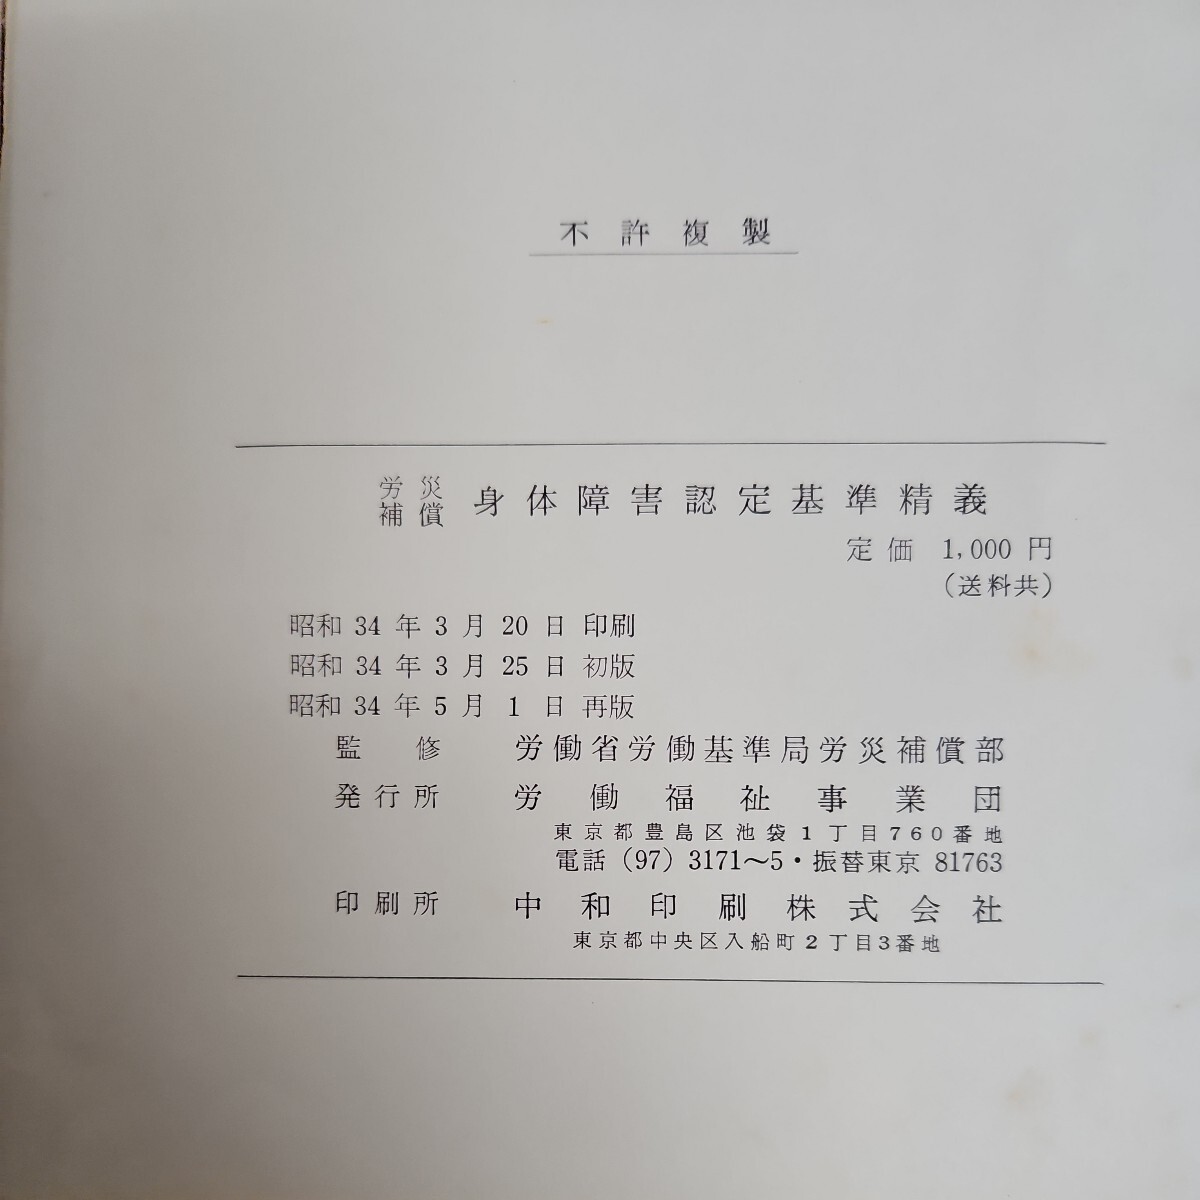 不許複製
労災補償 身体障害認定基準精義
定価 1,000 円
(送料共)
昭和 34 年 3 月 20 日 印刷
昭和 34 年 3 月 25 日 初版
昭和 34 年 5 月 1 日 再版
監修 労働省労働基準局労災補償部
発行所 労働福祉事業団
東京都豊島区池袋1丁目760番地
電話 (97) 3171～5・振替東京 81763
印刷所 中和印刷株式会社
東京都中央区入船町2丁目3番地